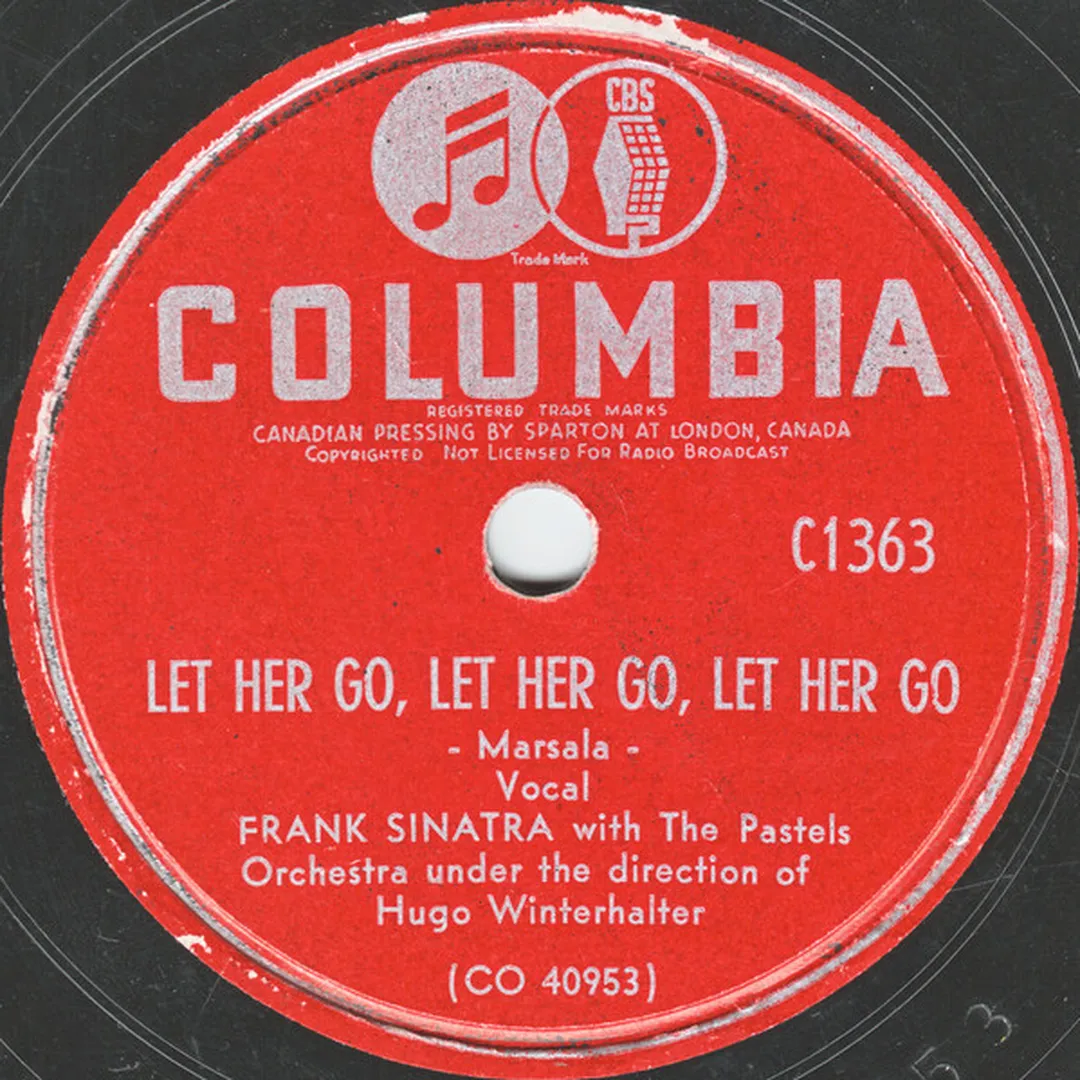 CBS
Trade Mark
COLUMBIA
REGISTERED TRADE MARKS
CANADIAN PRESSING BY SPARTON AT LONDON, CANADA
COPYRIGHTED NOT LICENSED FOR RADIO BROADCAST
C1363
LET HER GO, LET HER GO, LET HER GO
- Marsala -
Vocal
FRANK SINATRA with The Pastels
Orchestra under the direction of
Hugo Winterhalter
(CO 40953)
53